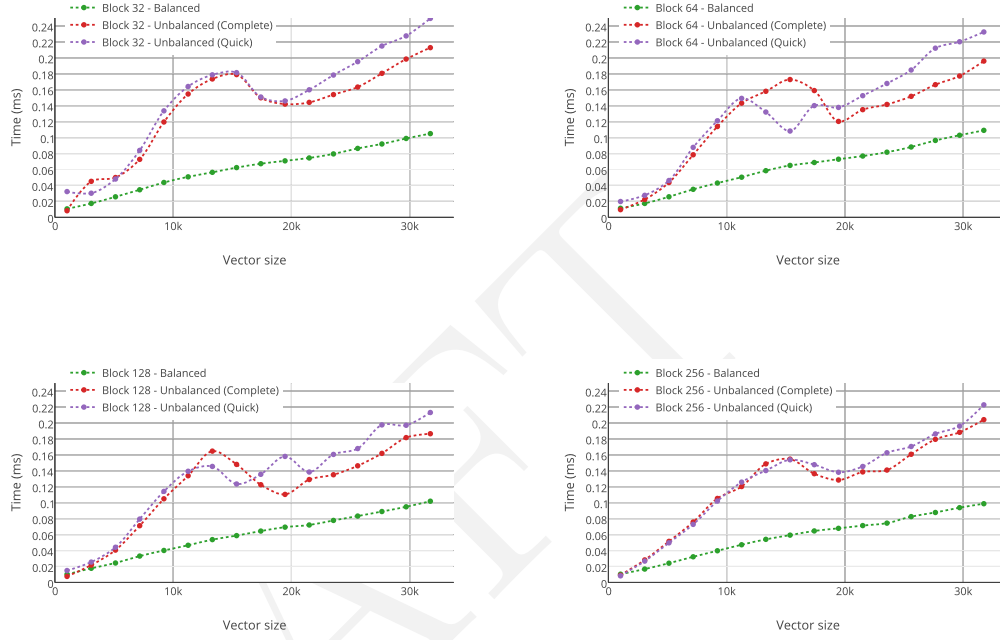 Block 32 - Balanced
Block 32 - Unbalanced (Complete)
Block 32 - Unbalanced (Quick)
0.24
0.22
0.2
0.18
0.16
0.14
0.12
0.1
0.08
0.06
0.04
0.02
0
Time (ms)
0 10k 20k 30k
Vector size
Block 64 - Balanced
Block 64 - Unbalanced (Complete)
Block 64 - Unbalanced (Quick)
0.24
0.22
0.2
0.18
0.16
0.14
0.12
0.1
0.08
0.06
0.04
0.02
0
Time (ms)
0 10k 20k 30k
Vector size
Block 128 - Balanced
Block 128 - Unbalanced (Complete)
Block 128 - Unbalanced (Quick)
0.24
0.22
0.2
0.18
0.16
0.14
0.12
0.1
0.08
0.06
0.04
0.02
0
Time (ms)
0 10k 20k 30k
Vector size
Block 256 - Balanced
Block 256 - Unbalanced (Complete)
Block 256 - Unbalanced (Quick)
0.24
0.22
0.2
0.18
0.16
0.14
0.12
0.1
0.08
0.06
0.04
0.02
0
Time (ms)
0 10k 20k 30k
Vector size
AFT